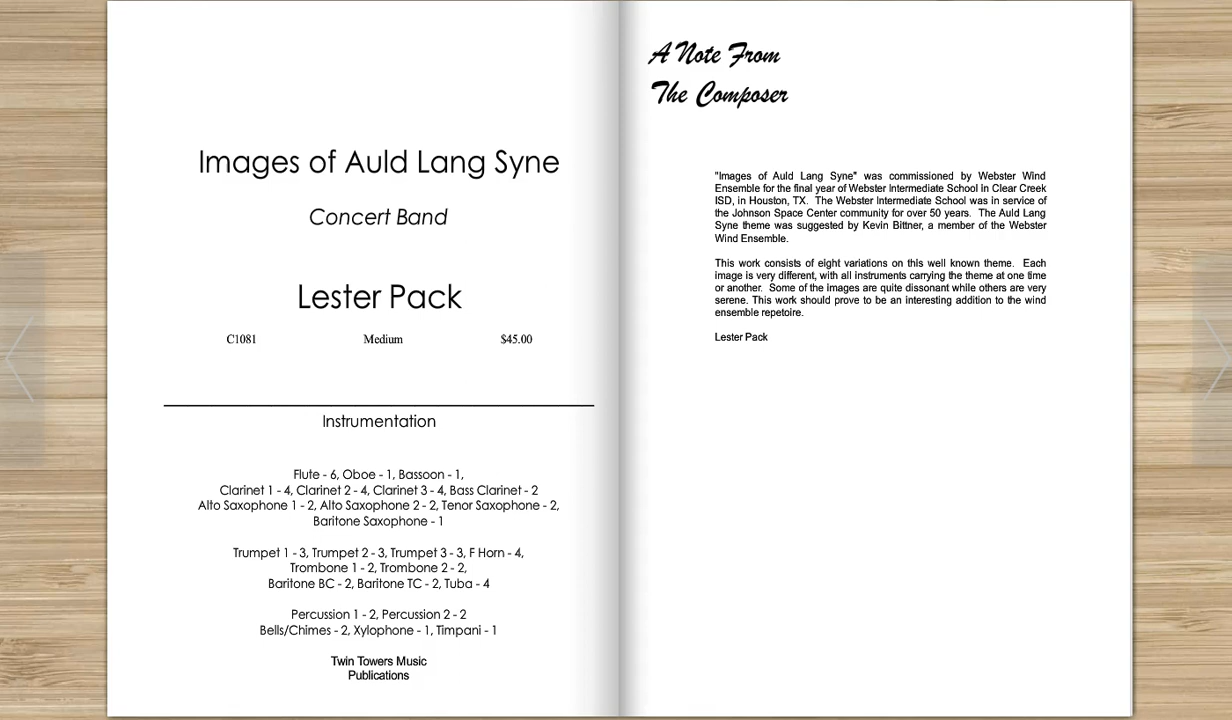 Images of Auld Lang Syne
Concert Band
Lester Pack
C1081 Medium $45.00
Instrumentation
Flute - 6, Oboe - 1, Bassoon - 1,
Clarinet 1 - 4, Clarinet 2 - 4, Clarinet 3 - 4, Bass Clarinet - 2
Alto Saxophone 1 - 2, Alto Saxophone 2 - 2, Tenor Saxophone - 2,
Baritone Saxophone - 1
Trumpet 1 - 3, Trumpet 2 - 3, Trumpet 3 - 3, F Horn - 4,
Trombone 1 - 2, Trombone 2 - 2,
Baritone BC - 2, Baritone TC - 2, Tuba - 4
Percussion 1 - 2, Percussion 2 - 2
Bells/Chimes - 2, Xylophone - 1, Timpani - 1
Twin Towers Music
Publications
A Note From
The Composer
"Images of Auld Lang Syne" was commissioned by Webster Wind
Ensemble for the final year of Webster Intermediate School in Clear Creek
ISD, in Houston, TX. The Webster Intermediate School was in service of
the Johnson Space Center community for over 50 years. The Auld Lang
Syne theme was suggested by Kevin Bittner, a member of the Webster
Wind Ensemble.
This work consists of eight variations on this well known theme. Each
image is very different, with all instruments carrying the theme at one time
or another. Some of the images are quite dissonant while others are very
serene. This work should prove to be an interesting addition to the wind
ensemble repetoire.
Lester Pack